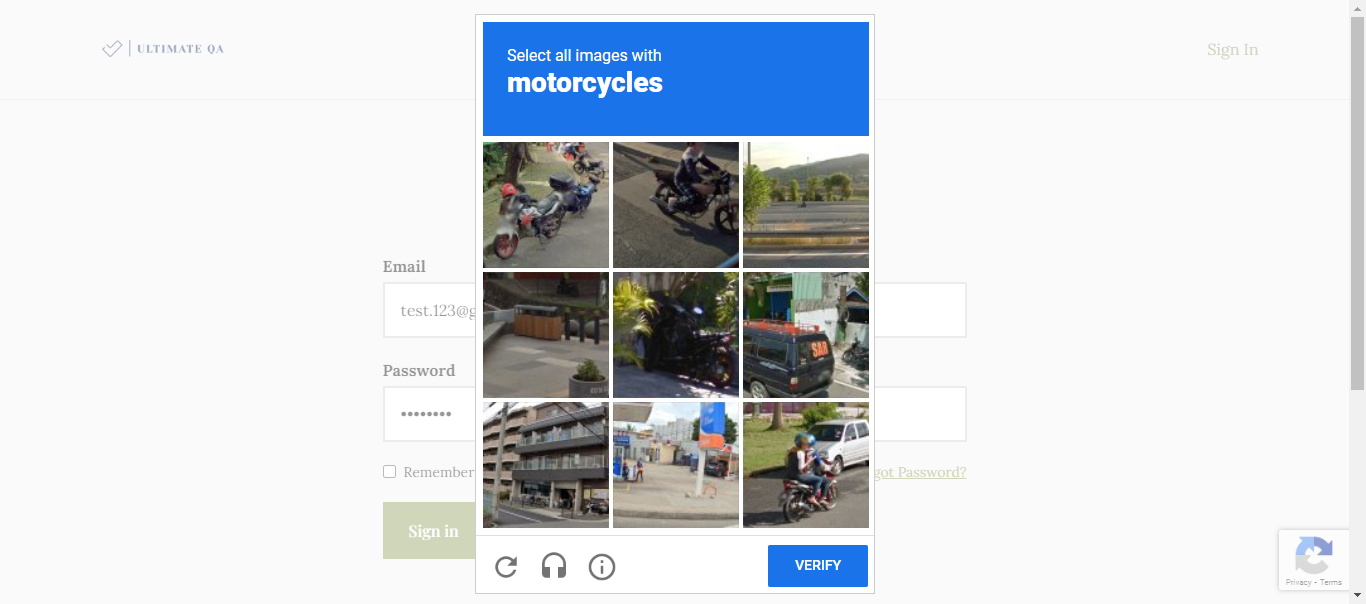 ULTIMATE QA
Sign In
Select all images with
motorcycles
Email
test.123@g
Password
Remember
got Password?
Sign in
SAR
VERIFY
Privacy - Terms